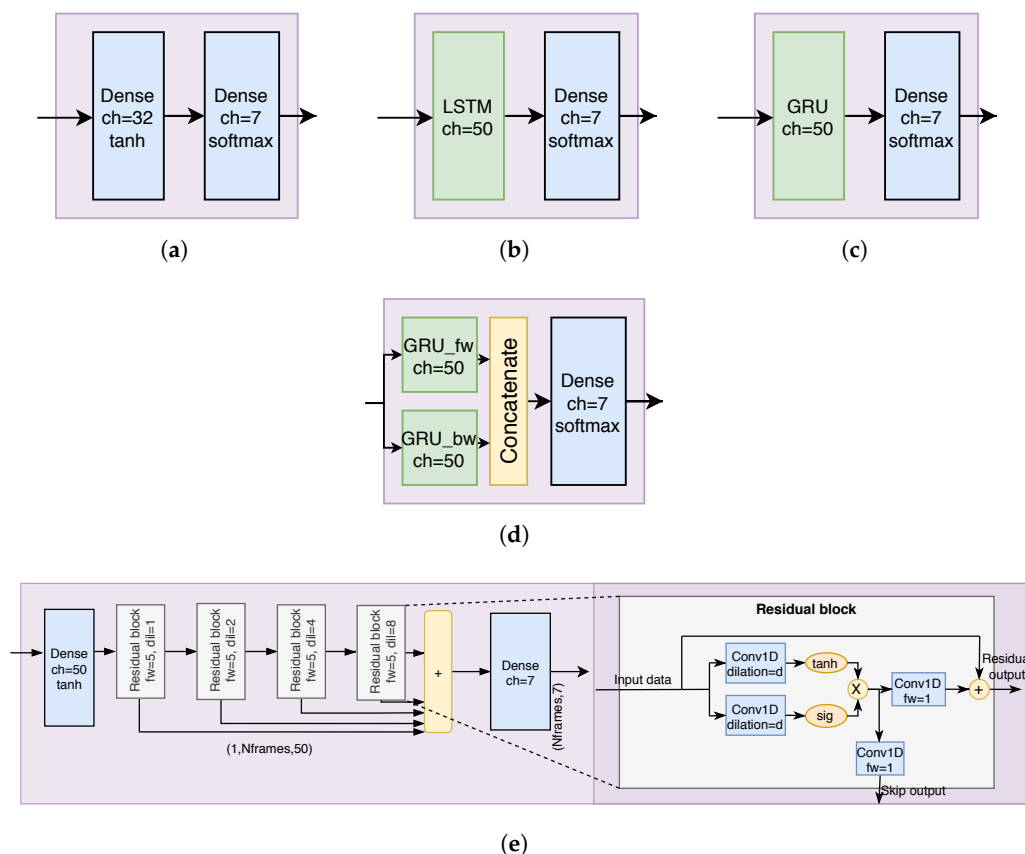 Dense
ch=32
tanh
Dense
ch=7
softmax
(a)
LSTM
ch=50
Dense
ch=7
softmax
(b)
GRU
ch=50
Dense
ch=7
softmax
(c)
GRU_fw
ch=50
GRU_bw
ch=50
Concatenate
Dense
ch=7
softmax
(d)
Dense
ch=50
tanh
Residual block
fw=5, dil=1
Residual block
fw=5, dil=2
Residual block
fw=5, dil=4
Residual block
fw=5, dil=8
+
(1,Nframes,50)
Dense
ch=7
(Nframes,7)
Residual block
Input data
Conv1D
dilation=d
tanh
Conv1D
dilation=d
sig
X
Conv1D
fw=1
+
Residual
output
Conv1D
fw=1
Skip output
(e)